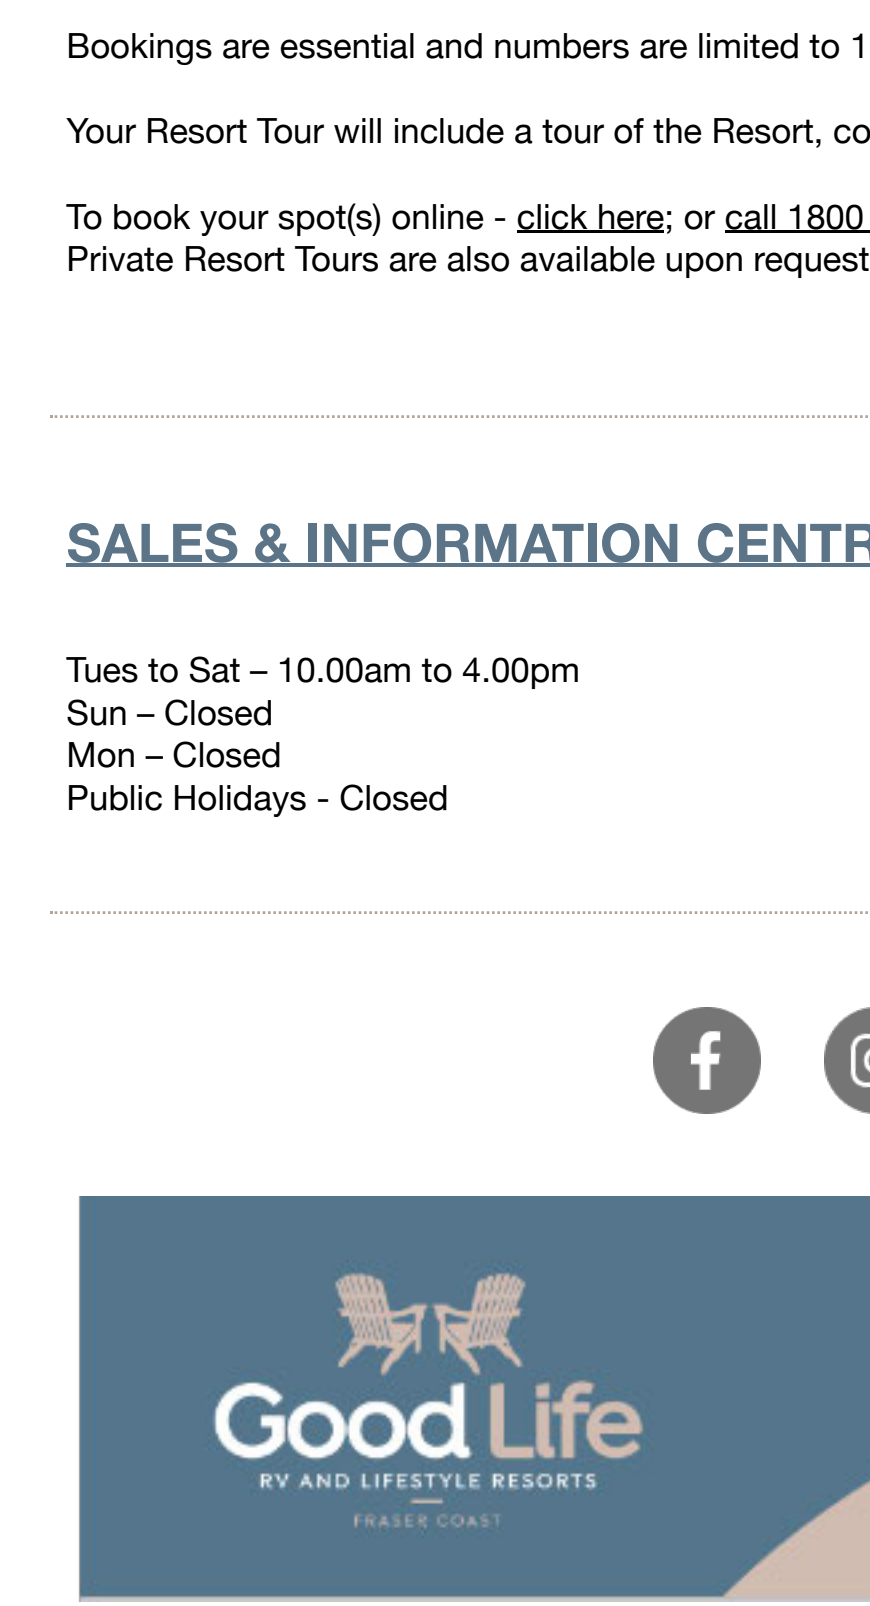 Bookings are essential and numbers are limited to 1
Your Resort Tour will include a tour of the Resort, co
To book your spot(s) online - click here; or call 1800
Private Resort Tours are also available upon request
SALES & INFORMATION CENTR
Tues to Sat – 10.00am to 4.00pm
Sun – Closed
Mon – Closed
Public Holidays - Closed
Good Life
RV AND LIFESTYLE RESORTS
FRASER COAST